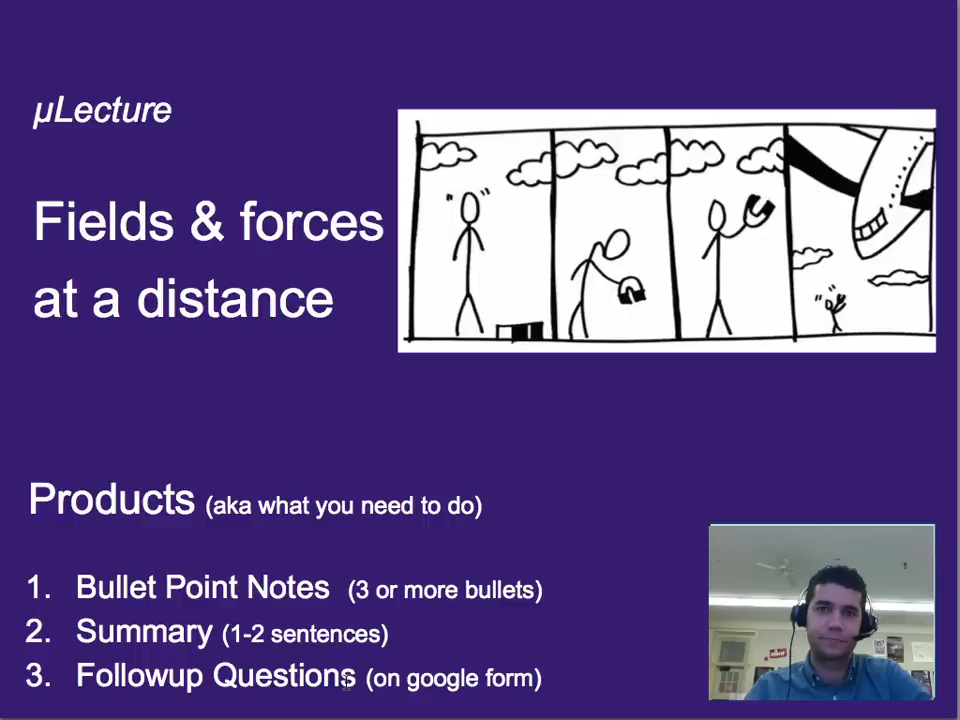 µLecture
Fields & forces
at a distance
Products (aka what you need to do)
1. Bullet Point Notes (3 or more bullets)
2. Summary (1-2 sentences)
3. Followup Questions (on google form)